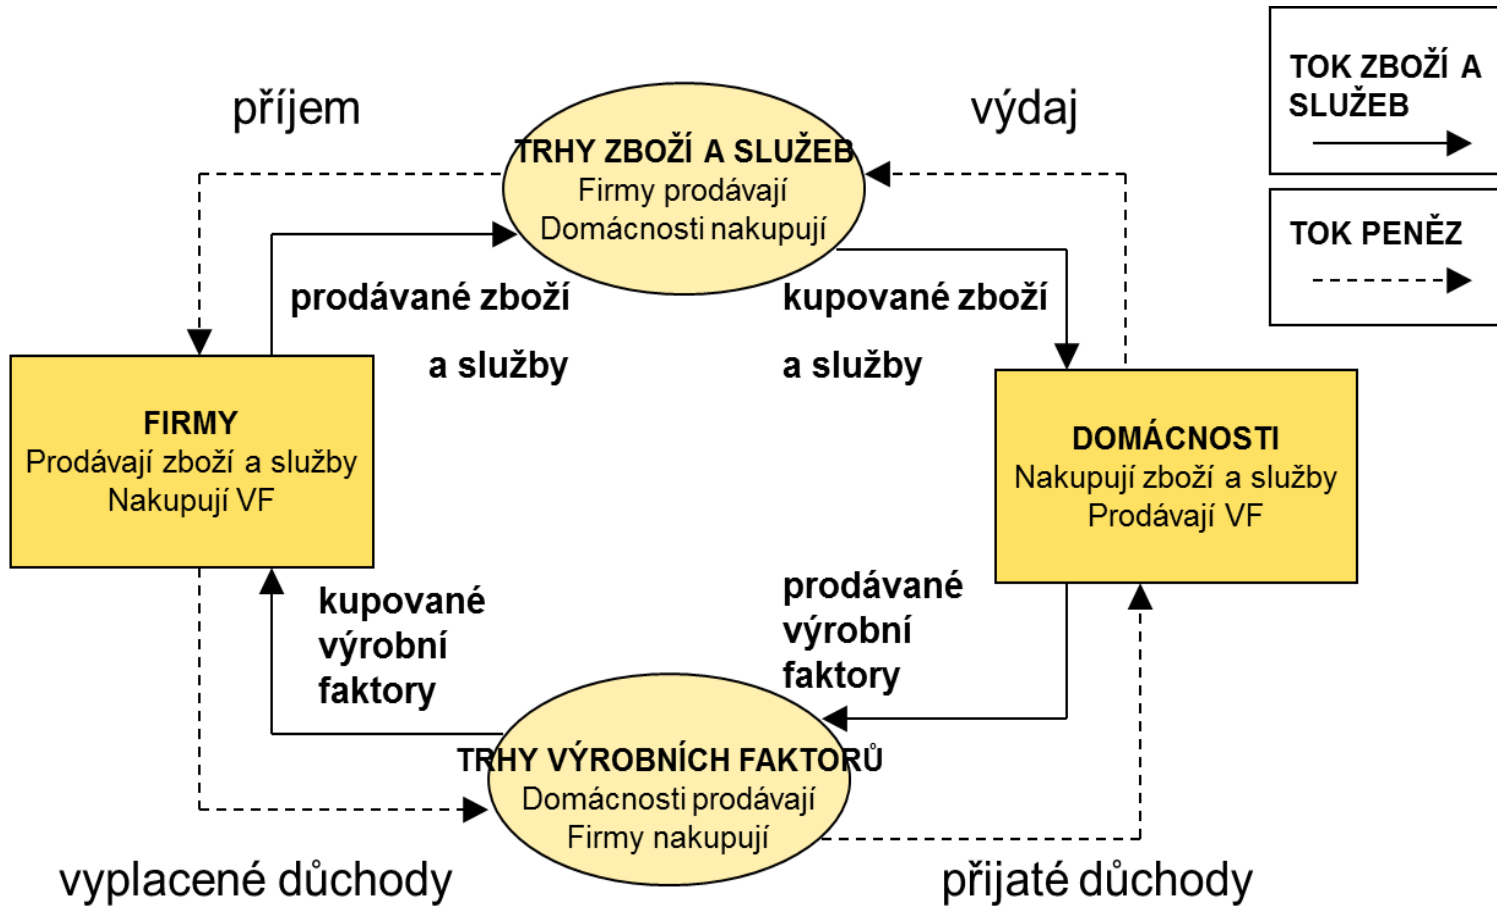 příjem
výdaj
TOK ZBOŽÍ A
SLUŽEB
TRHY ZBOŽÍ A SLUŽEB
Firmy prodávají
Domácnosti nakupují
TOK PENĚZ
prodávané zboží
a služby
kupované zboží
a služby
FIRMY
Prodávají zboží a služby
Nakupují VF
DOMÁCNOSTI
Nakupují zboží a služby
Prodávají VF
kupované
výrobní
faktory
prodávané
výrobní
faktory
TRHY VÝROBNÍCH FAKTORŮ
Domácnosti prodávají
Firmy nakupují
vyplacené důchody
přijaté důchody